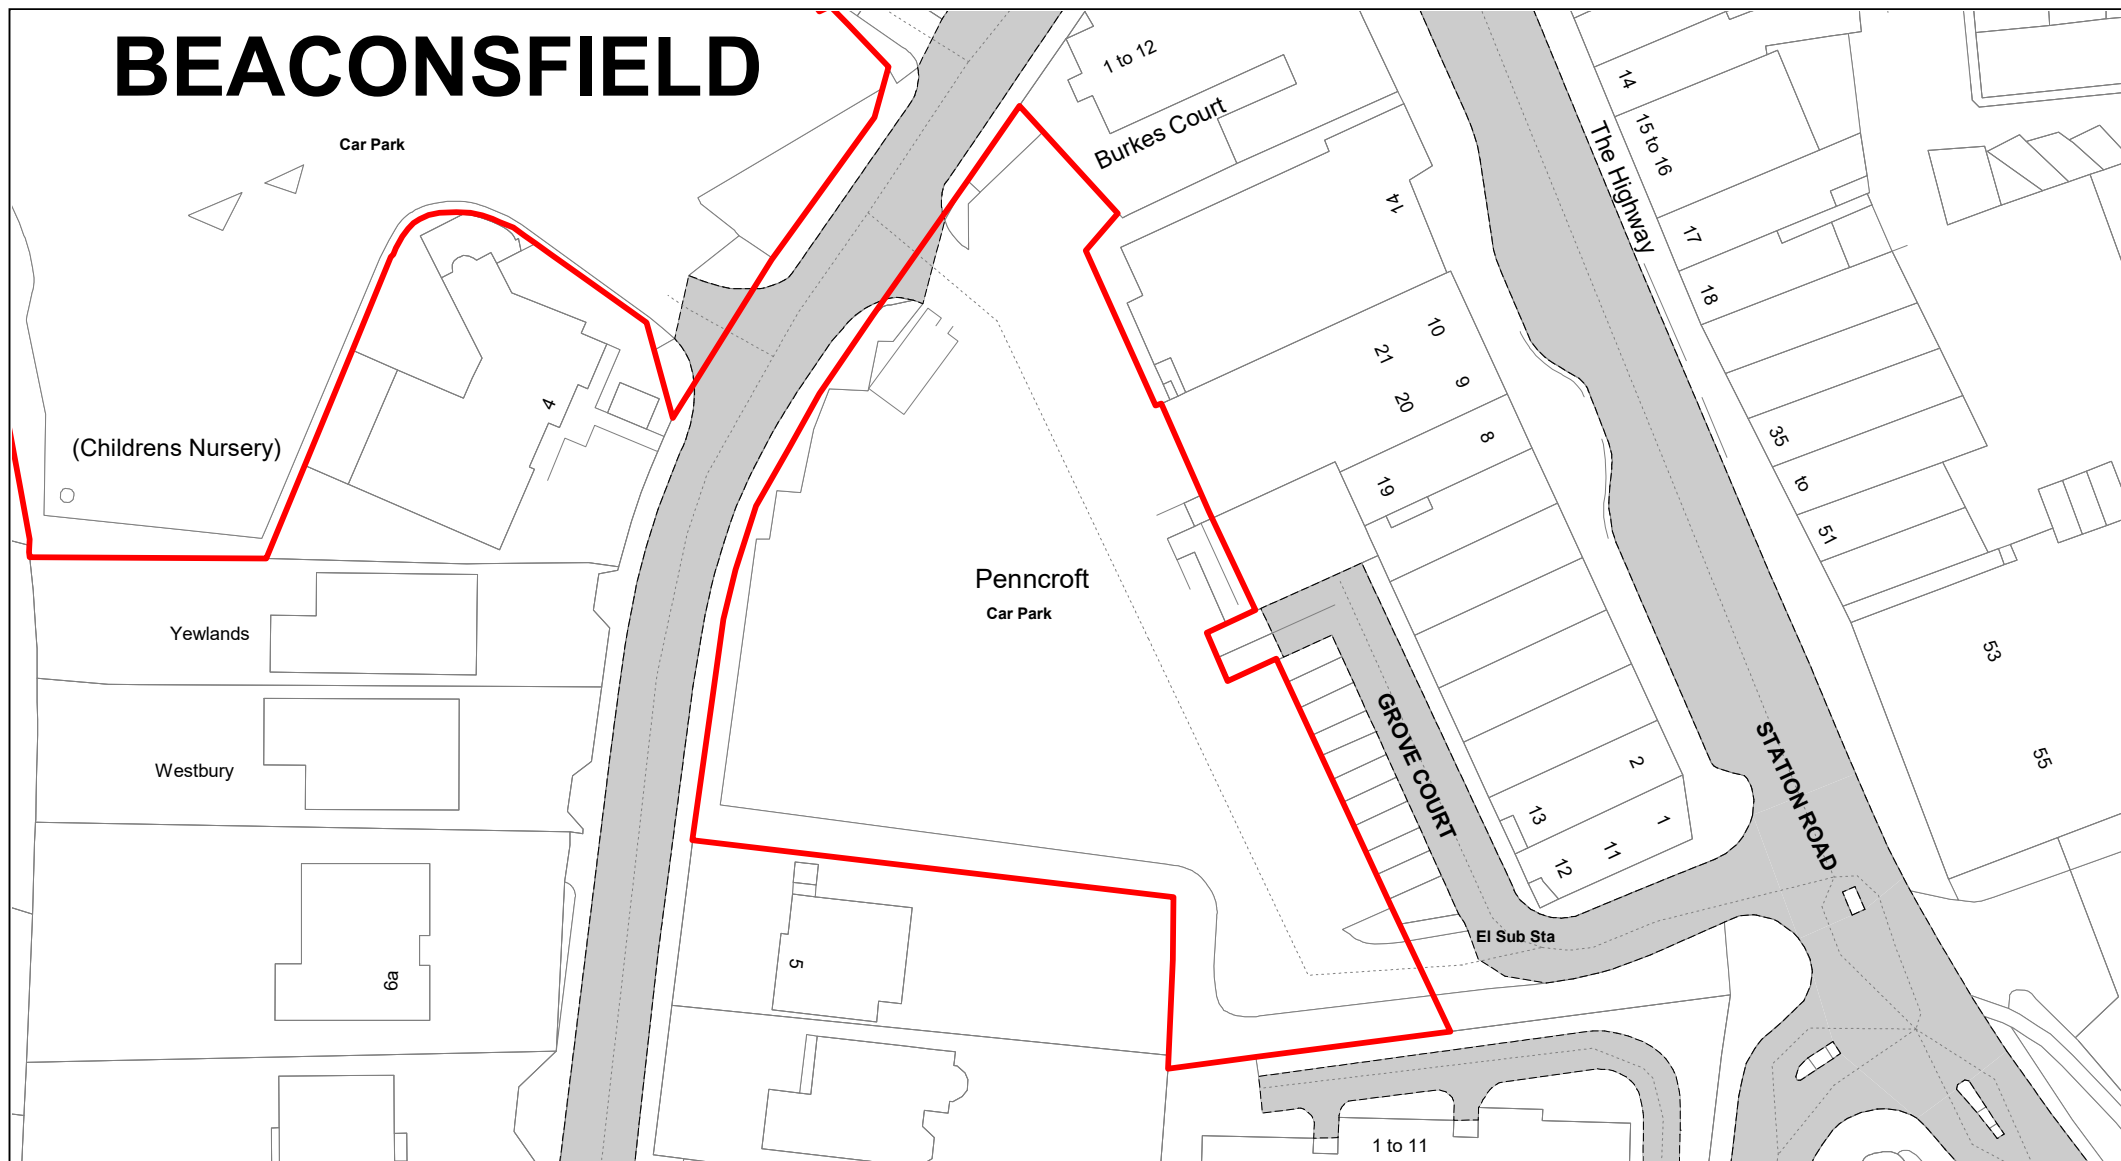 BEACONSFIELD
Car Park
1 to 12
Burkes Court
14
The Highway
14
15 to 16
17
18
10
21
9
20
8
19
35
to
51
4
(Childrens Nursery)
Penncroft
Car Park
Yewlands
Westbury
GROVE COURT
STATION ROAD
53
55
2
1
13
11
12
El Sub Sta
5
6a
1 to 11